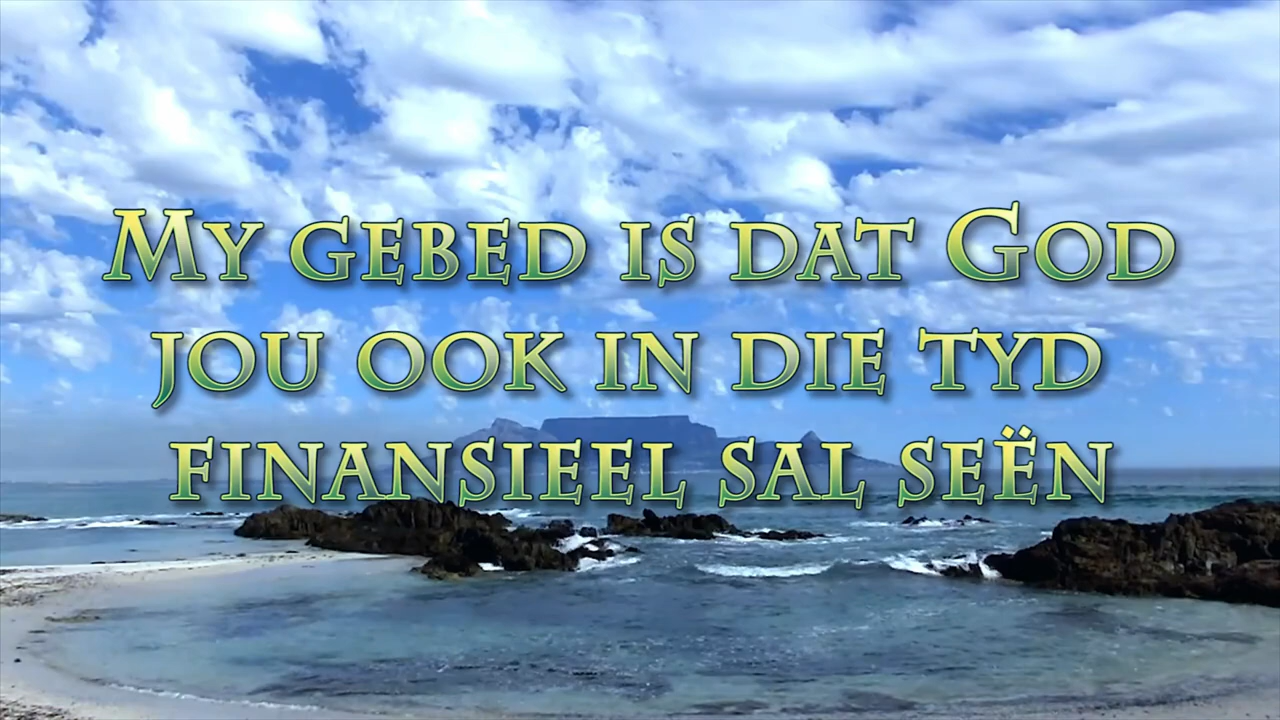 My gebed is dat God
jou ook in die tyd
finansieel sal seën